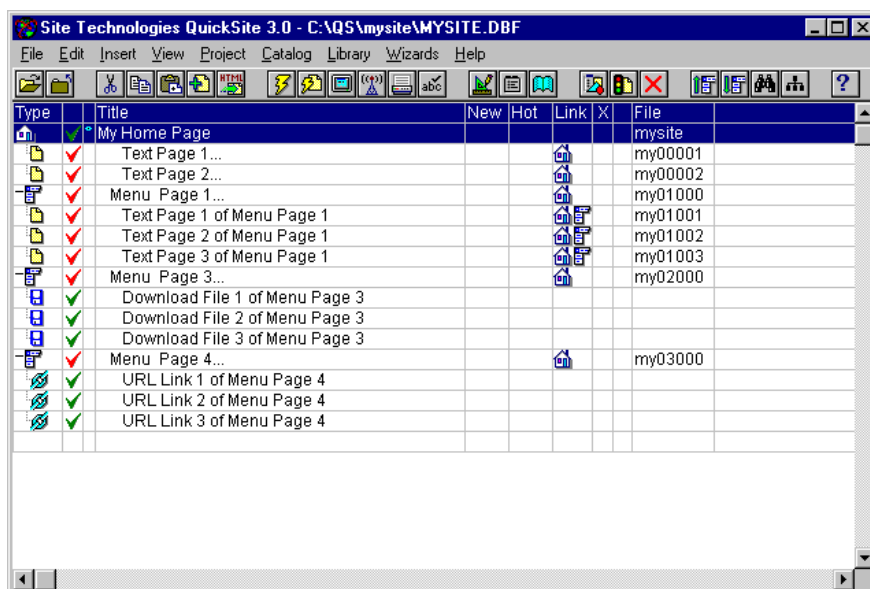 Site Technologies QuickSite 3.0 - C:\QS\mysite\MYSITE.DBF
File Edit Insert View Project Catalog Library Wizards Help
HTML abc ?
Type Title New Hot Link X File
My Home Page mysite
Text Page 1... my00001
Text Page 2... my00002
Menu Page 1... my01000
Text Page 1 of Menu Page 1 my01001
Text Page 2 of Menu Page 1 my01002
Text Page 3 of Menu Page 1 my01003
Menu Page 3... my02000
Download File 1 of Menu Page 3
Download File 2 of Menu Page 3
Download File 3 of Menu Page 3
Menu Page 4... my03000
URL Link 1 of Menu Page 4
URL Link 2 of Menu Page 4
URL Link 3 of Menu Page 4